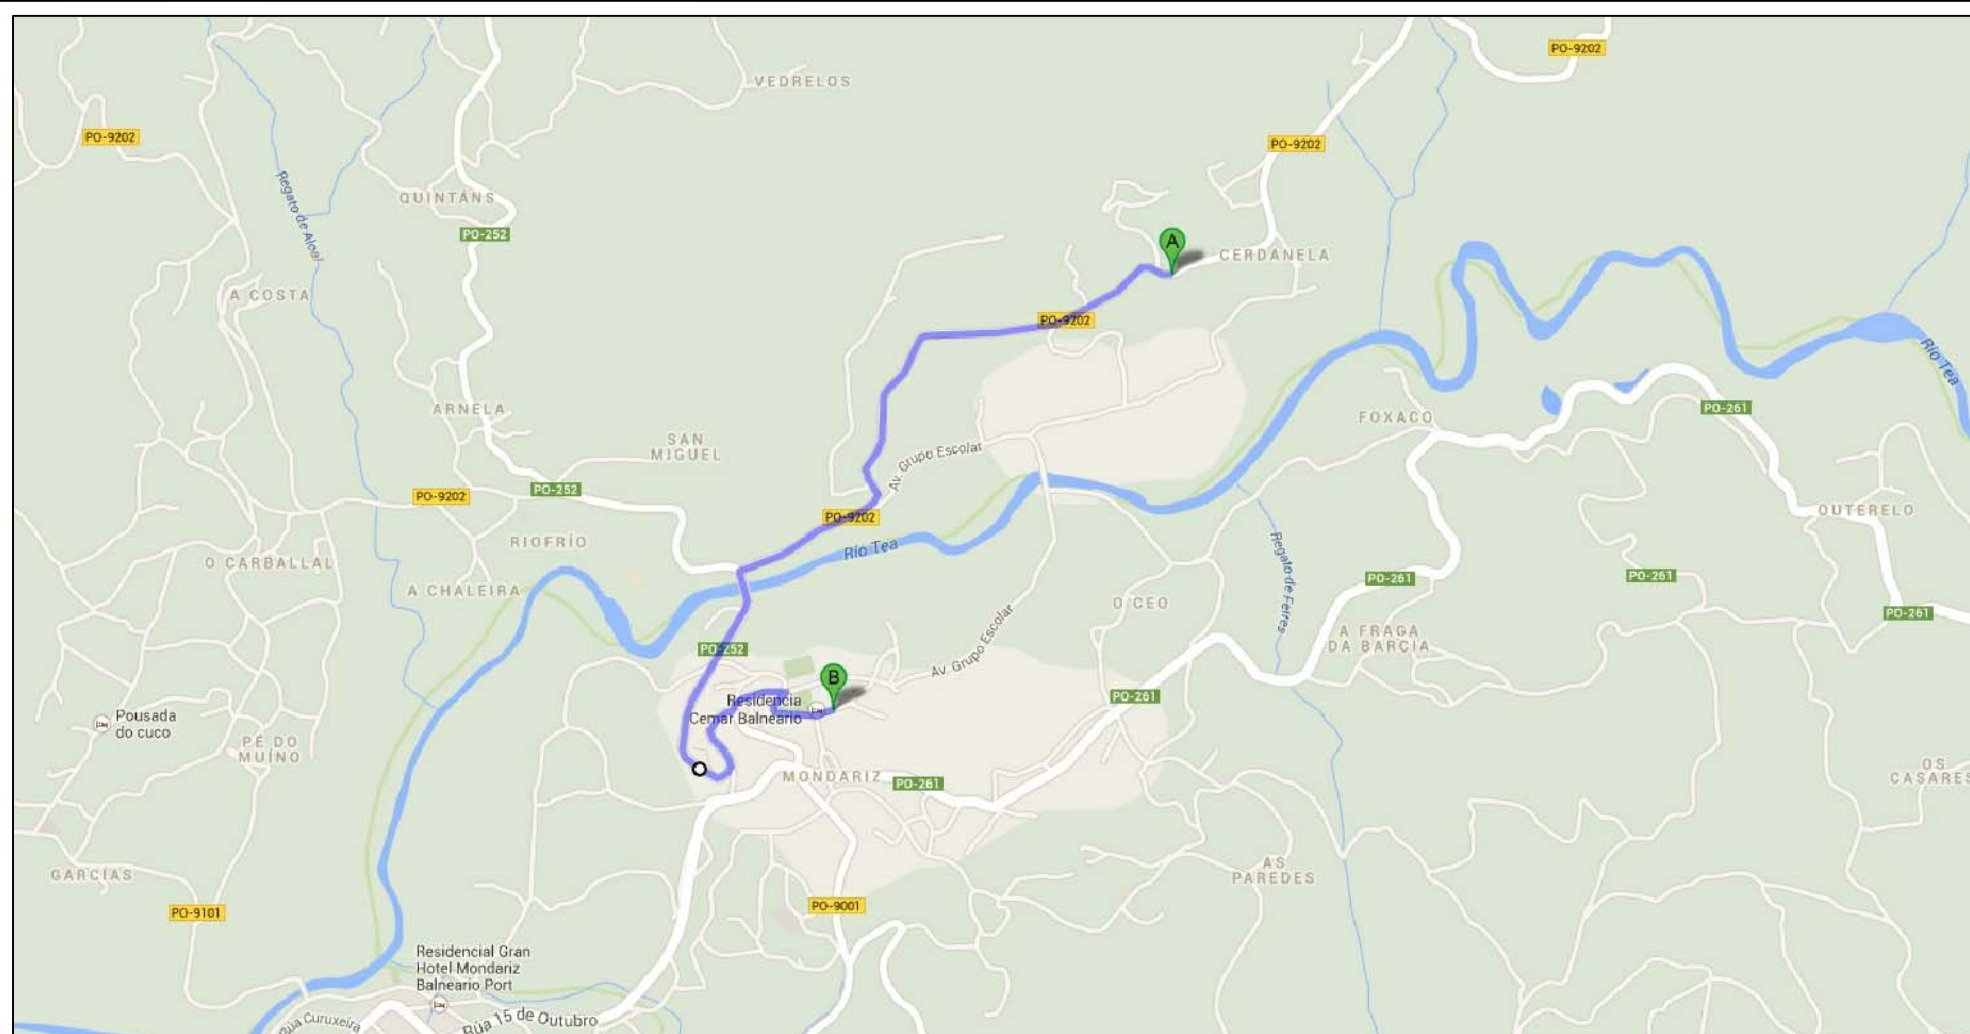 PO-9202
VEDRELOS
PO-9202
PO-9202
Regato de Aloal
QUINTÁNS
PO-252
A
CERDANELA
A COSTA
PO-9202
Río Tea
ARNELA
SAN
MIGUEL
FOXACO
PO-261
Av. Grupo Escolar
PO-9202
PO-252
PO-9202
OUTERELO
RIOFRÍO
Río Tea
O CARBALLAL
A CHALEIRA
Regato de Feires
PO-261
PO-261
O CEO
PO-261
Av. Grupo Escolar
A FRAGA
DA BARCIA
PO-252
B
Residencia
Cemar Balneario
PO-261
Pousada
do cuco
PÉ DO
MUÍNO
MONDARIZ
PO-261
OS
CASARES
GARCÍAS
AS
PAREDES
PO-9101
PO-9001
Residencial Gran
Hotel Mondariz
Balneario Port
Rúa Curuxeira
Rúa 15 de Outubro